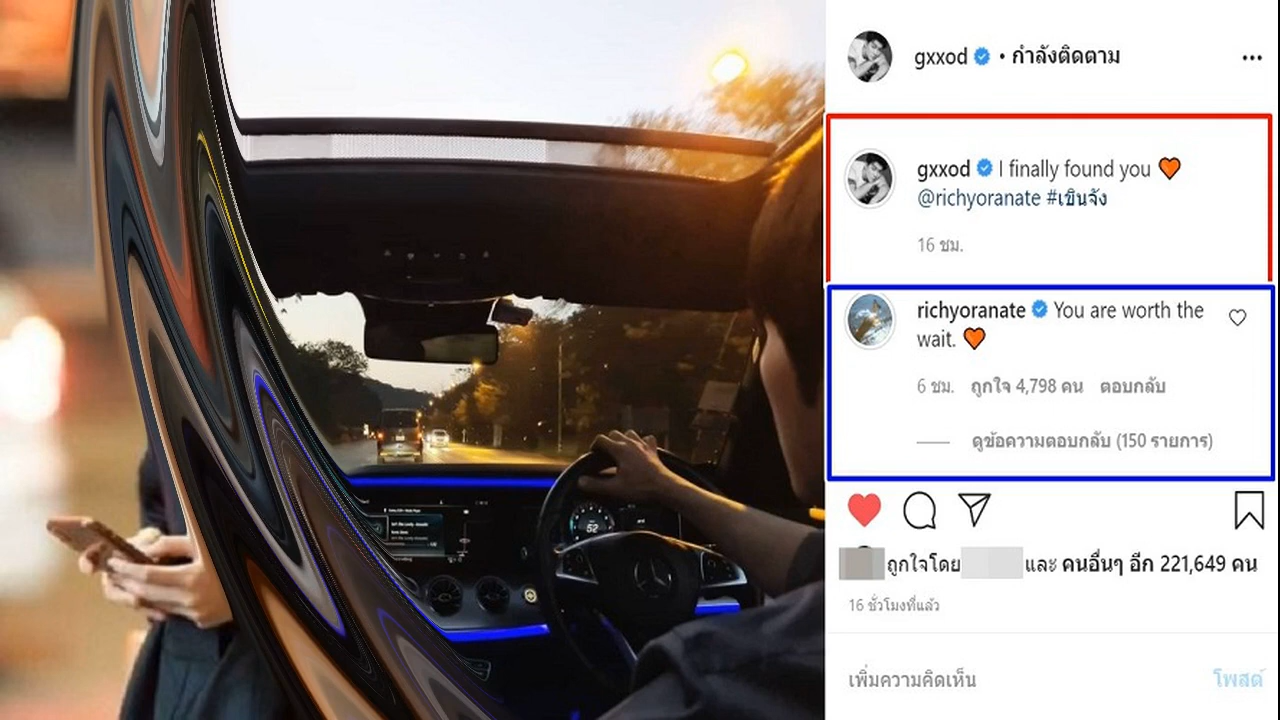 gxxod • กำลังติดตาม
gxxod I finally found you 🧡
@richyoranate #เขินจัง
16 ชม.
richyoranate You are worth the
wait. 🧡
6 ชม. ถูกใจ 4,798 คน ตอบกลับ
ดูข้อความตอบกลับ (150 รายการ)
ถูกใจโดย และ คนอื่นๆ อีก 221,649 คน
16 ชั่วโมงที่แล้ว
เพิ่มความคิดเห็น
โพสต์
52